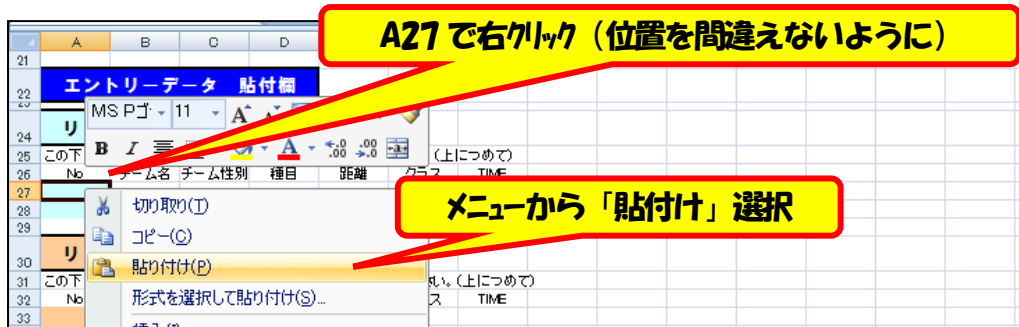 A27 で右クリック（位置を間違えないように）
A B C D
21
22 エントリーデータ 貼付欄
MS Pゴ 11 A A
24 リ
B I A
25 この下 (上につめて)
26 No チーム名 チーム性別 種目 距離 クラス TIME
27
メニューから「貼付け」選択
28 切り取り(T)
29 コピー(C)
30 リ
貼り付け(P)
31 この下 い。(上につめて)
32 No 形式を選択して貼り付け(S)... ス TIME
33